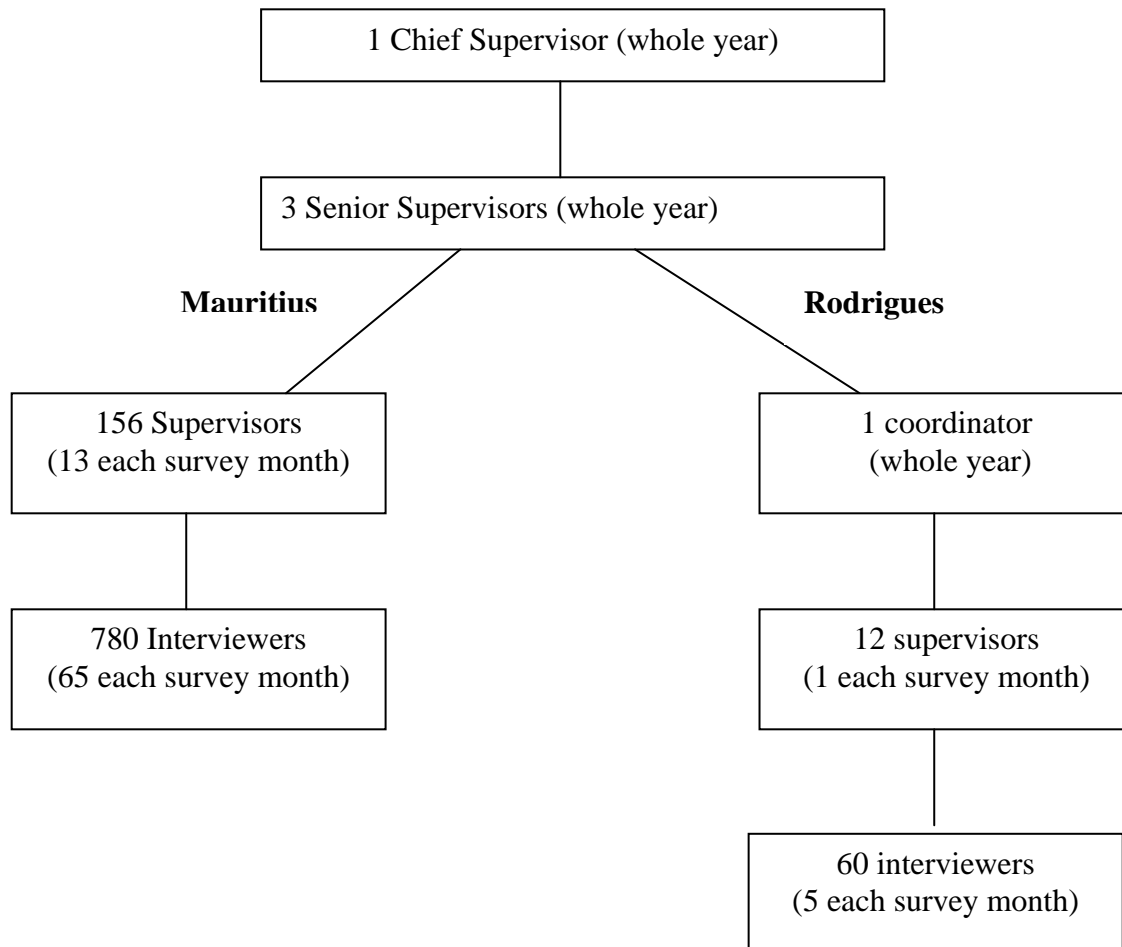 1 Chief Supervisor (whole year)
3 Senior Supervisors (whole year)
Mauritius
Rodrigues
156 Supervisors
(13 each survey month)
1 coordinator
(whole year)
780 Interviewers
(65 each survey month)
12 supervisors
(1 each survey month)
60 interviewers
(5 each survey month)